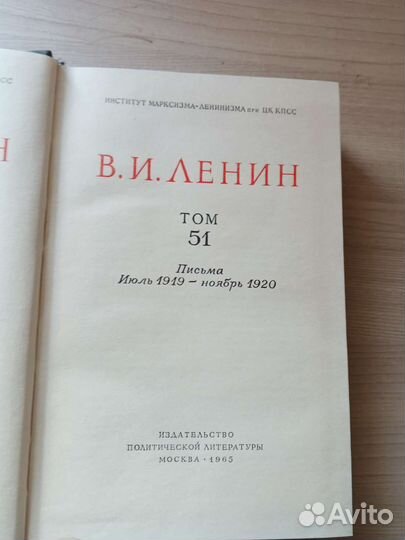 ИНСТИТУТ МАРКСИЗМА-ЛЕНИНИЗМА при ЦК КПСС
В. И. ЛЕНИН
ТОМ
51
Письма
Июль 1919 – ноябрь 1920
ИЗДАТЕЛЬСТВО
ПОЛИТИЧЕСКОЙ ЛИТЕРАТУРЫ
МОСКВА · 1965
СС
Н
Avito